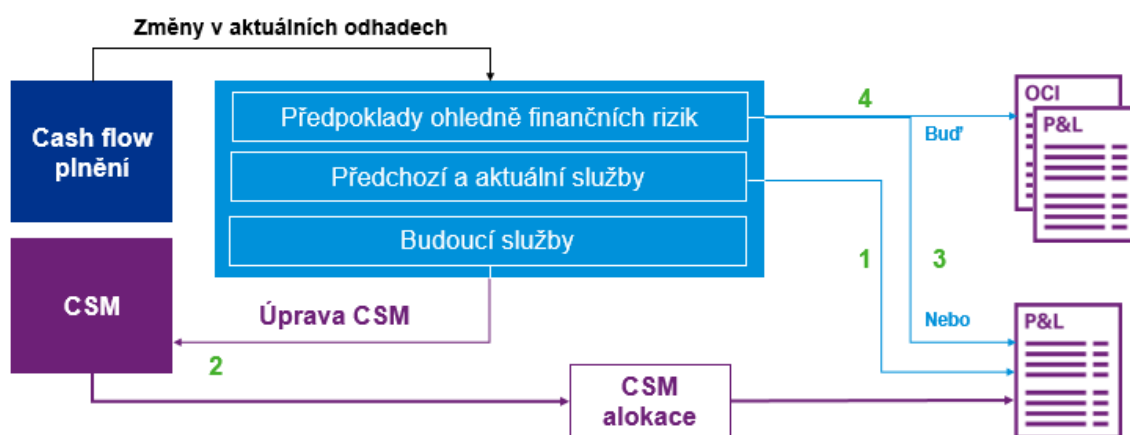 Změny v aktuálních odhadech
Cash flow
plnění
Předpoklady ohledně finančních rizik
Předchozí a aktuální služby
Budoucí služby
4
Buď
OCI
P&L
1
3
Nebo
CSM
Úprava CSM
2
CSM
alokace
P&L